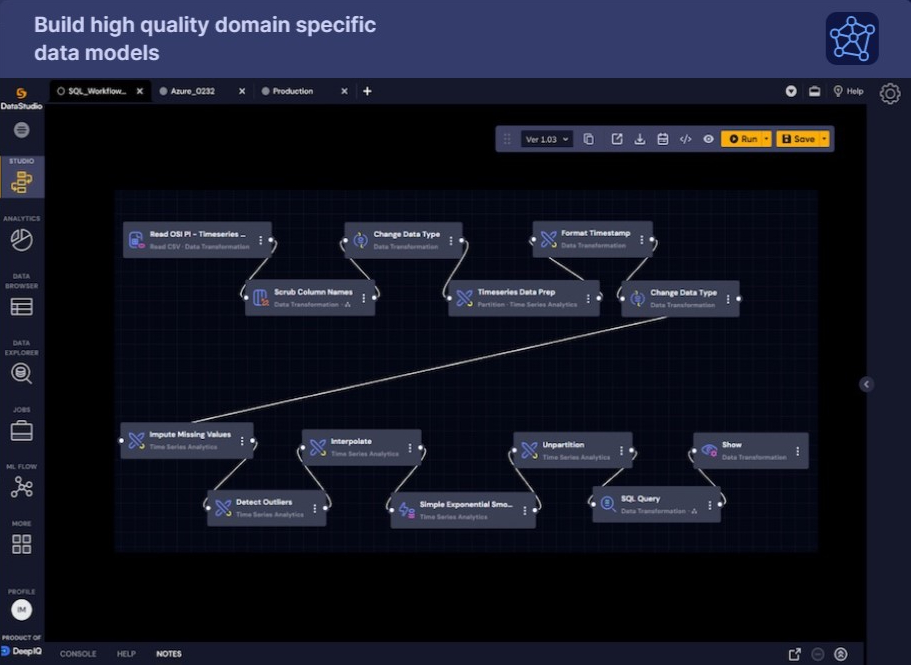 Build high quality domain specific
data models
DataStudio
SQL_Workflow...
Azure_0232
Production
Help
STUDIO
ANALYTICS
DATA
BROWSER
DATA
EXPLORER
JOBS
ML FLOW
MORE
PROFILE
IM
PRODUCT OF
DeepIQ
Ver 1.03
Run
Save
Read OSI PI - Timeseries ...
Read CSV · Data Transformation
Change Data Type
Data Transformation
Format Timestamp
Data Transformation
Scrub Column Names
Data Transformation ·
Timeseries Data Prep
Partition - Time Series Analytics
Change Data Type
Data Transformation
Impute Missing Values
Time Series Analytics
Interpolate
Time Series Analytics
Unpartition
Time Series Analytics
Show
Data Transformation
Detect Outliers
Time Series Analytics
Simple Exponential Smo...
Time Series Analytics
SQL Query
Data Transformation ·
CONSOLE
HELP
NOTES